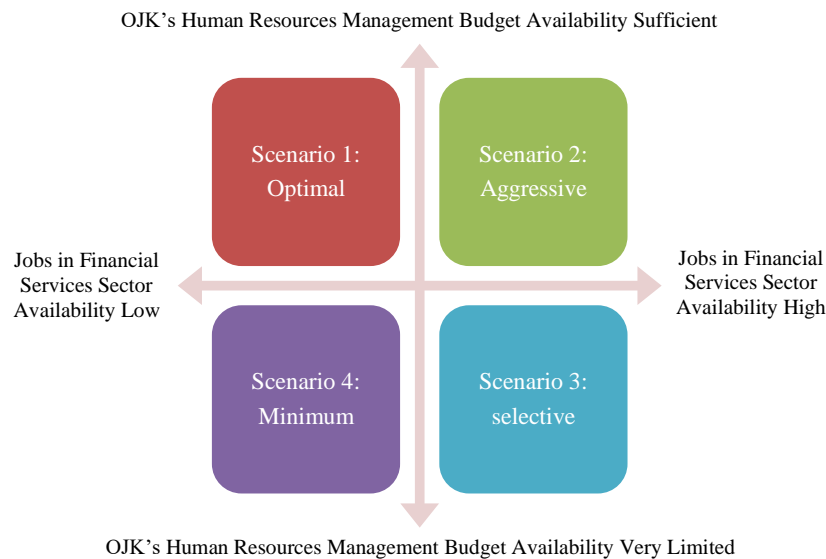 OJK's Human Resources Management Budget Availability Sufficient
Scenario 1:
Optimal
Scenario 2:
Aggressive
Jobs in Financial
Services Sector
Availability Low
Jobs in Financial
Services Sector
Availability High
Scenario 4:
Minimum
Scenario 3:
selective
OJK's Human Resources Management Budget Availability Very Limited